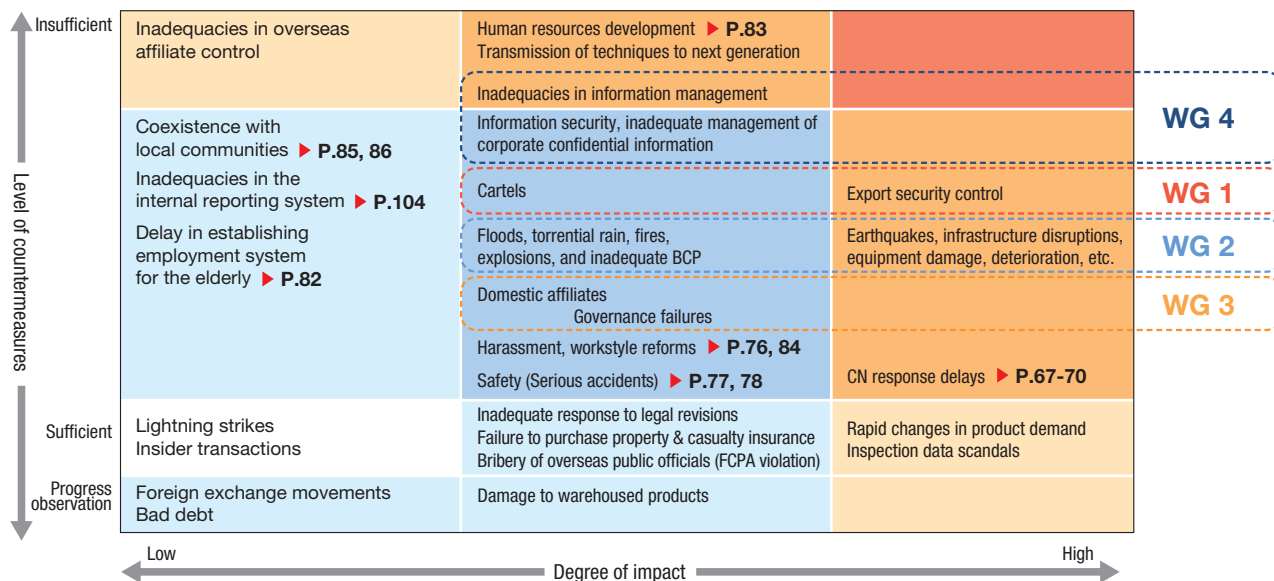 Insufficient
Level of countermeasures
Sufficient
Progress
observation
Inadequacies in overseas
affiliate control
Human resources development ▶ P.83
Transmission of techniques to next generation
Inadequacies in information management
Coexistence with
local communities ▶ P.85, 86
Inadequacies in the
internal reporting system ▶ P.104
Delay in establishing
employment system
for the elderly ▶ P.82
Information security, inadequate management of
corporate confidential information
WG 4
Cartels
Export security control
WG 1
Floods, torrential rain, fires,
explosions, and inadequate BCP
Earthquakes, infrastructure disruptions,
equipment damage, deterioration, etc.
WG 2
Domestic affiliates
Governance failures
WG 3
Harassment, workstyle reforms ▶ P.76, 84
Safety (Serious accidents) ▶ P.77, 78
CN response delays ▶ P.67-70
Lightning strikes
Insider transactions
Inadequate response to legal revisions
Failure to purchase property & casualty insurance
Bribery of overseas public officials (FCPA violation)
Rapid changes in product demand
Inspection data scandals
Foreign exchange movements
Bad debt
Damage to warehoused products
Low
High
Degree of impact